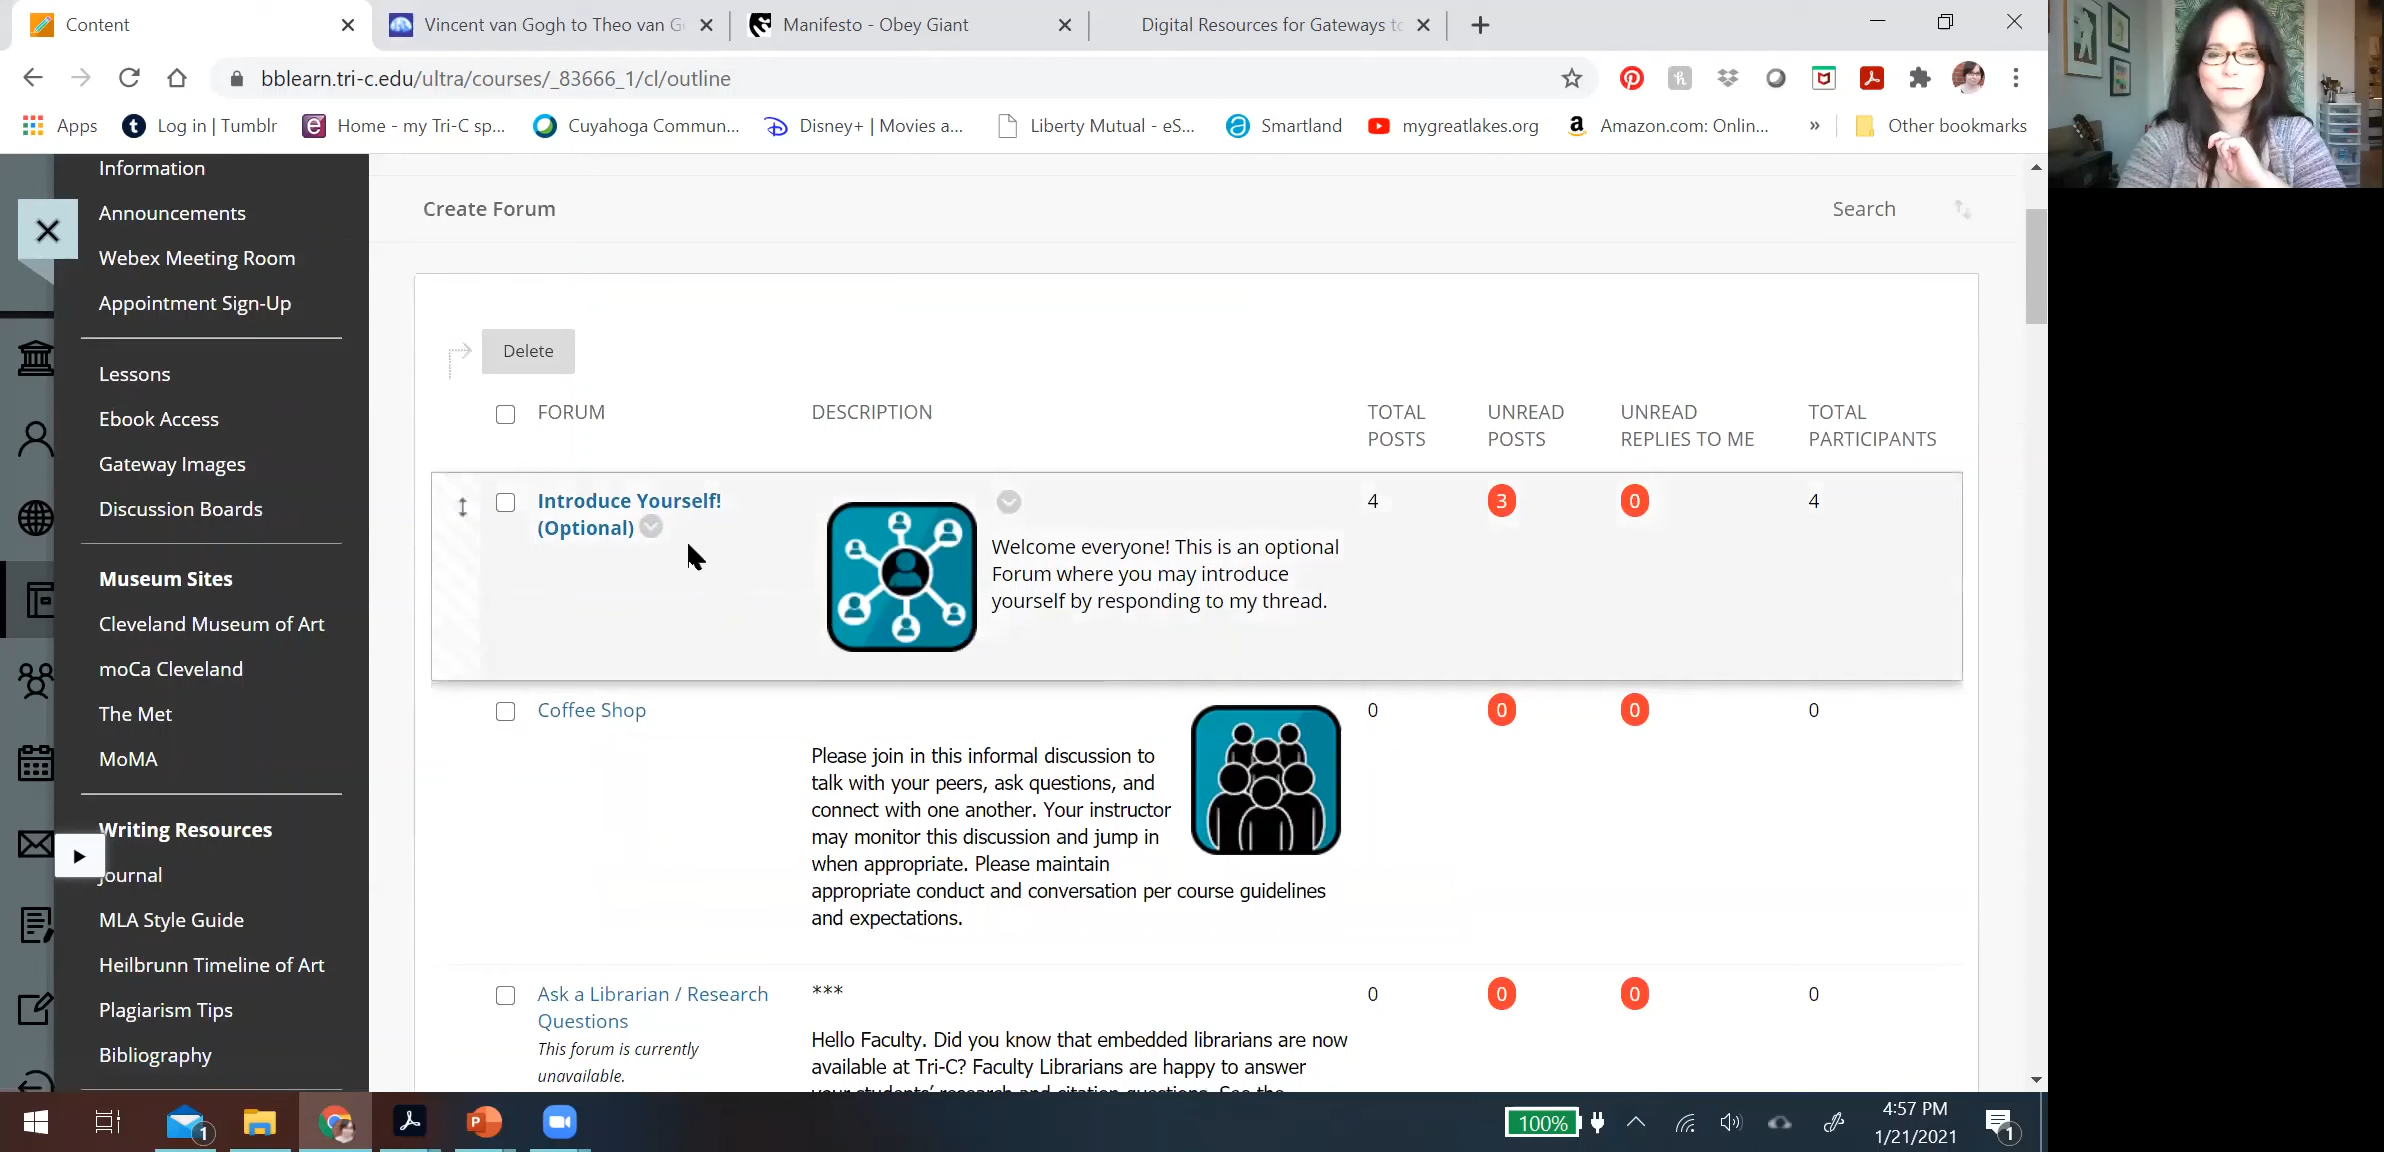 Content
Vincent van Gogh to Theo van G
Manifesto - Obey Giant
Digital Resources for Gateways to
bblearn.tri-c.edu/ultra/courses/_83666_1/cl/outline
Apps
Log in | Tumblr
Home - my Tri-C sp...
Cuyahoga Commun...
Disney+ | Movies a...
Liberty Mutual - eS...
Smartland
mygreatlakes.org
Amazon.com: Onlin...
»
Other bookmarks
Information
Announcements
Webex Meeting Room
Appointment Sign-Up
Lessons
Ebook Access
Gateway Images
Discussion Boards
Museum Sites
Cleveland Museum of Art
moCa Cleveland
The Met
MoMA
Writing Resources
Journal
MLA Style Guide
Heilbrunn Timeline of Art
Plagiarism Tips
Bibliography
Create Forum
Search
Delete
FORUM
DESCRIPTION
TOTAL
POSTS
UNREAD
POSTS
UNREAD
REPLIES TO ME
TOTAL
PARTICIPANTS
Introduce Yourself!
(Optional)
Welcome everyone! This is an optional
Forum where you may introduce
yourself by responding to my thread.
4
3
0
4
Coffee Shop
Please join in this informal discussion to
talk with your peers, ask questions, and
connect with one another. Your instructor
may monitor this discussion and jump in
when appropriate. Please maintain
appropriate conduct and conversation per course guidelines
and expectations.
0
0
0
0
Ask a Librarian / Research
Questions
This forum is currently
unavailable.
***
Hello Faculty. Did you know that embedded librarians are now
available at Tri-C? Faculty Librarians are happy to answer
your students' research and citation questions. See the
0
0
0
0
1
100%
4:57 PM
1/21/2021
1